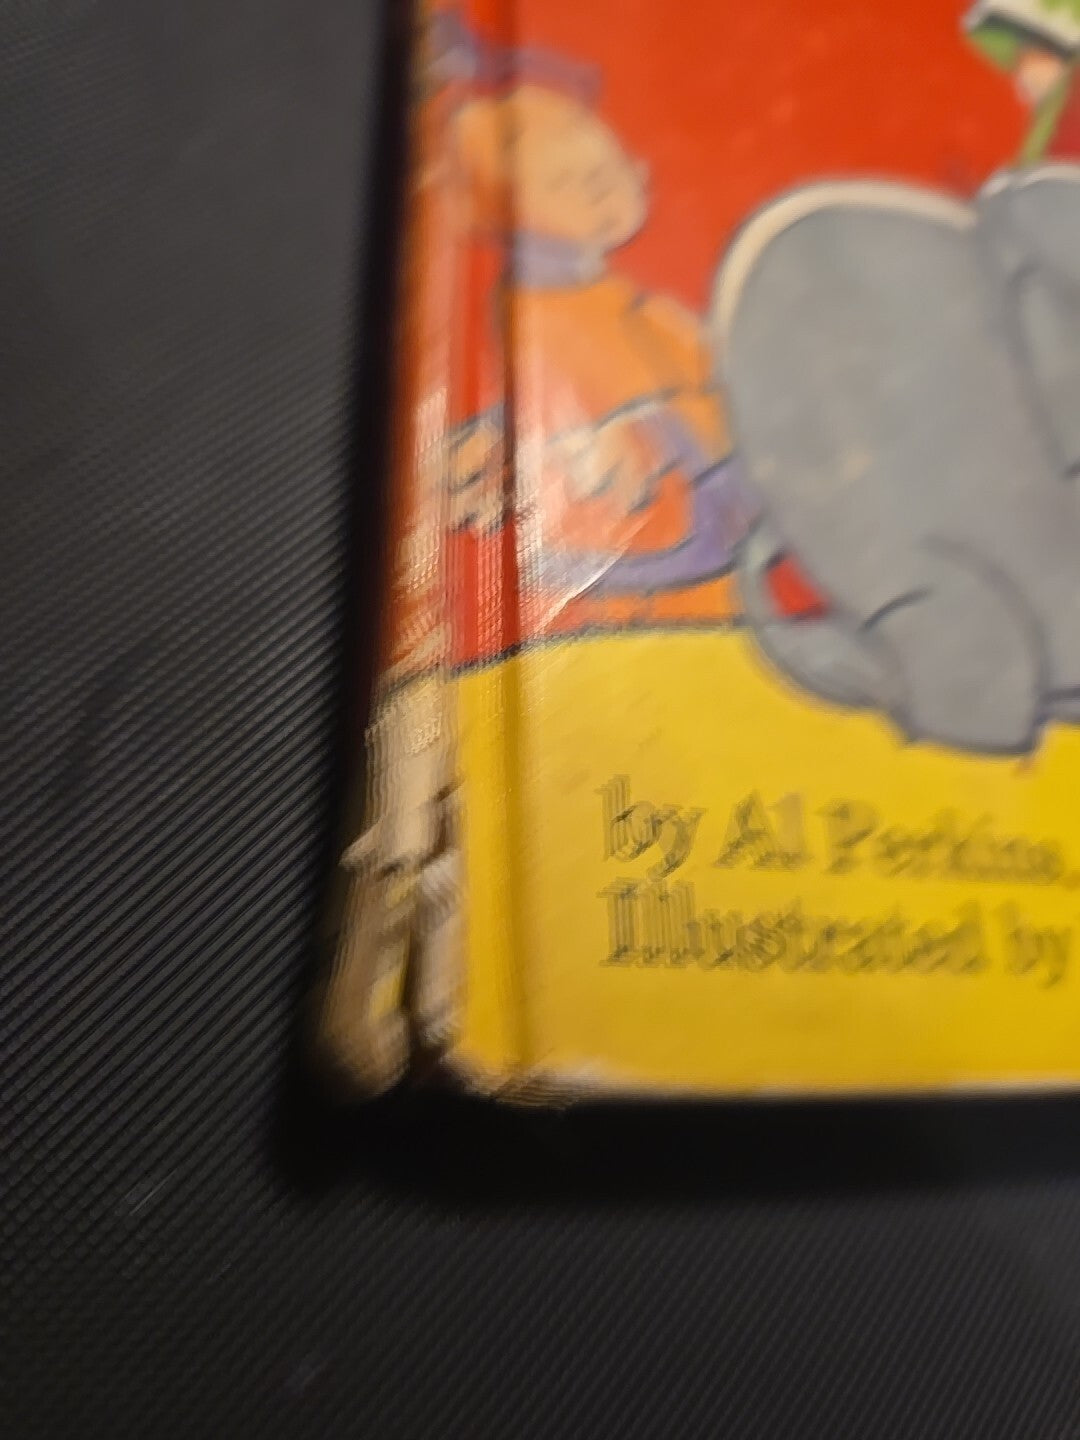 by Al Perkins.
Illustrated by